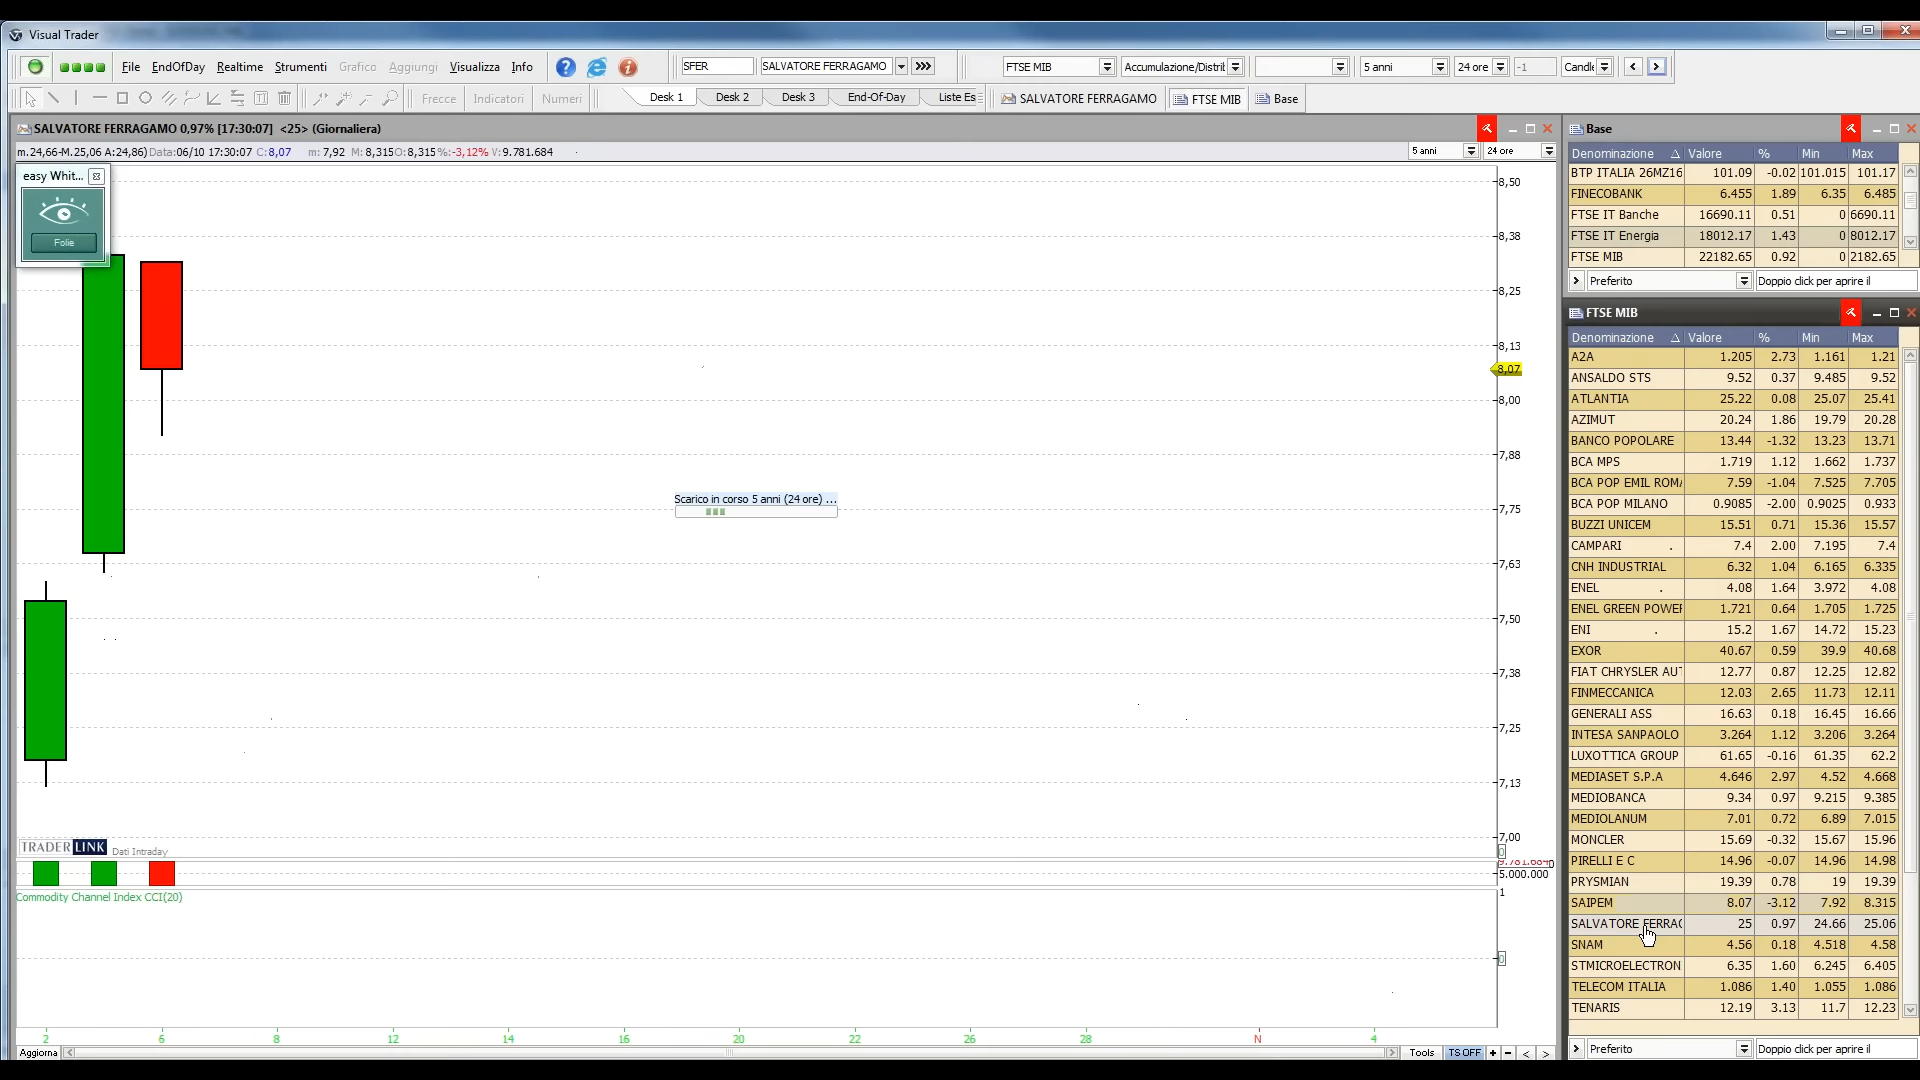 Visual Trader
File EndOfDay Realtime Strumenti Grafico Aggiungi Visualizza Info
SFER SALVATORE FERRAGAMO
FTSE MIB Accumulazione/Distrib 5 anni 24 ore -1 Candle
Frecce Indicatori Numeri
Desk 1 Desk 2 Desk 3 End-Of-Day Liste Es
SALVATORE FERRAGAMO FTSE MIB Base
SALVATORE FERRAGAMO 0,97% [17:30:07] <25> (Giornaliera)
m.24,66-M.25,06 A:24,86) Data:06/10 17:30:07 C:8,07 m: 7,92 M: 8,315 O: 8,315 %:-3,12% V: 9.781.684
5 anni 24 ore
easy Whit...
Folie
8,50
8,38
8,25
8,13
8,07
8,00
7,88
7,75
7,63
7,50
7,38
7,25
7,13
7,00
Scarico in corso 5 anni (24 ore) ...
TRADER LINK Dati Intraday
0
9.781.684
5.000.000
Commodity Channel Index CCI(20)
1
0
2 6 8 12 14 16 20 22 26 28 N 4
Aggiorna
Tools TS OFF + - < >
Base
Denominazione Valore % Min Max
BTP ITALIA 26MZ16 101.09 -0.02 101.015 101.17
FINECOBANK 6.455 1.89 6.35 6.485
FTSE IT Banche 16690.11 0.51 0 6690.11
FTSE IT Energia 18012.17 1.43 0 8012.17
FTSE MIB 22182.65 0.92 0 2182.65
Preferito Doppio click per aprire il
FTSE MIB
Denominazione Valore % Min Max
A2A 1.205 2.73 1.161 1.21
ANSALDO STS 9.52 0.37 9.485 9.52
ATLANTIA 25.22 0.08 25.07 25.41
AZIMUT 20.24 1.86 19.79 20.28
BANCO POPOLARE 13.44 -1.32 13.23 13.71
BCA MPS 1.719 1.12 1.662 1.737
BCA POP EMIL ROMA 7.59 -1.04 7.525 7.705
BCA POP MILANO 0.9085 -2.00 0.9025 0.933
BUZZI UNICEM 15.51 0.71 15.36 15.57
CAMPARI . 7.4 2.00 7.195 7.4
CNH INDUSTRIAL 6.32 1.04 6.165 6.335
ENEL . 4.08 1.64 3.972 4.08
ENEL GREEN POWER 1.721 0.64 1.705 1.725
ENI . 15.2 1.67 14.72 15.23
EXOR 40.67 0.59 39.9 40.68
FIAT CHRYSLER AUT 12.77 0.87 12.25 12.82
FINMECCANICA 12.03 2.65 11.73 12.11
GENERALI ASS 16.63 0.18 16.45 16.66
INTESA SANPAOLO 3.264 1.12 3.206 3.264
LUXOTTICA GROUP 61.65 -0.16 61.35 62.2
MEDIASET S.P.A 4.646 2.97 4.52 4.668
MEDIOBANCA 9.34 0.97 9.215 9.385
MEDIOLANUM 7.01 0.72 6.89 7.015
MONCLER 15.69 -0.32 15.67 15.96
PIRELLI E C 14.96 -0.07 14.96 14.98
PRYSMIAN 19.39 0.78 19 19.39
SAIPEM 8.07 -3.12 7.92 8.315
SALVATORE FERRAG 25 0.97 24.66 25.06
SNAM 4.56 0.18 4.518 4.58
STMICROELECTRON 6.35 1.60 6.245 6.405
TELECOM ITALIA 1.086 1.40 1.055 1.086
TENARIS 12.19 3.13 11.7 12.23
Preferito Doppio click per aprire il